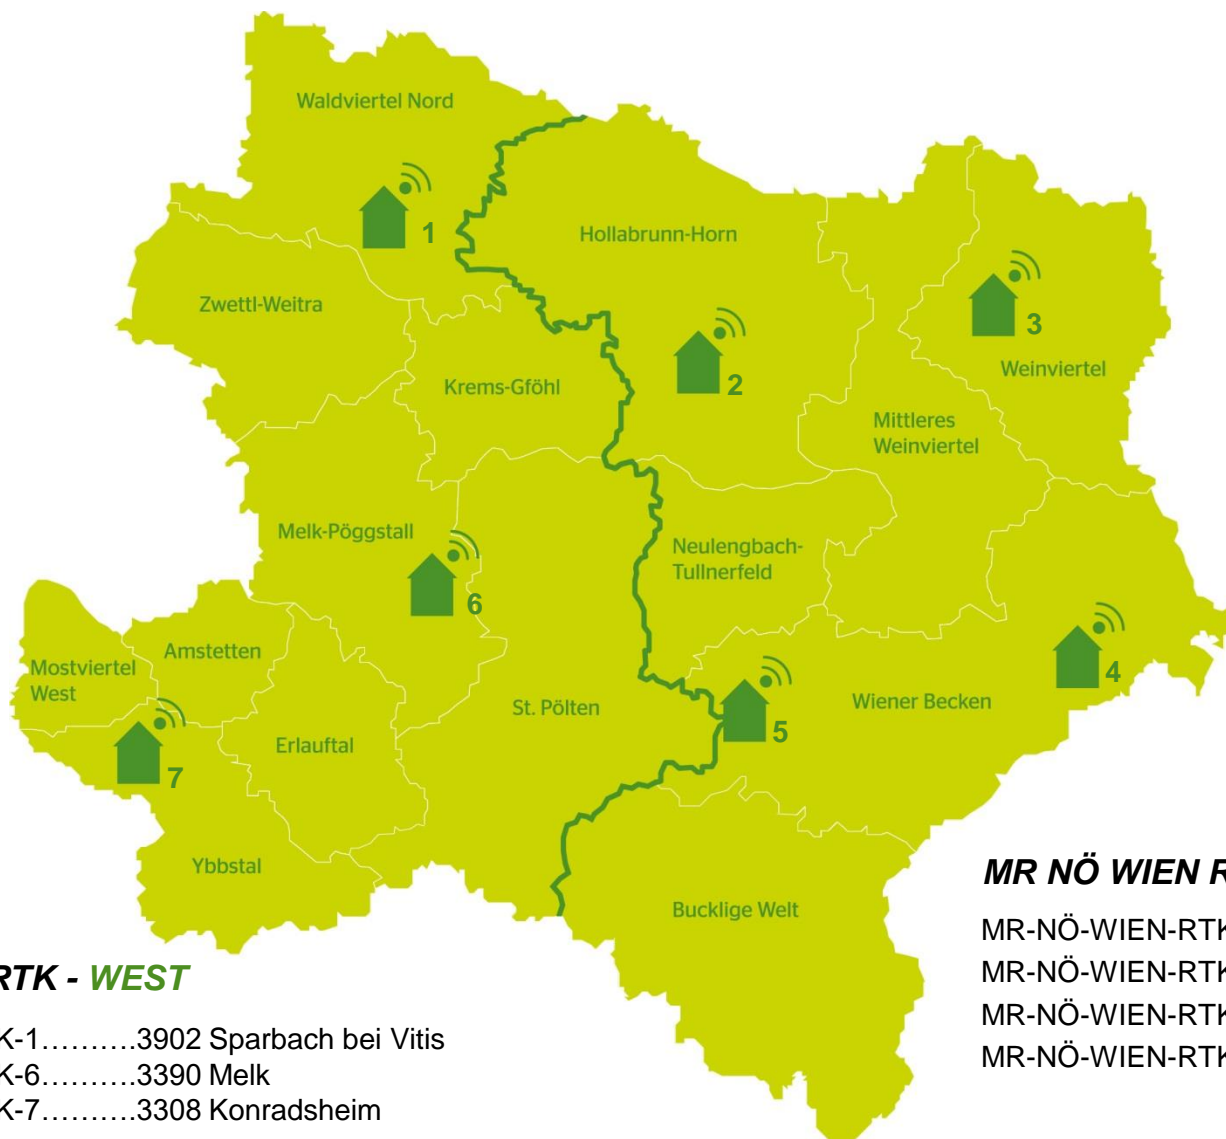 Waldviertel Nord
1
Hollabrunn-Horn
Zwettl-Weitra
3
Weinviertel
Krems-Gföhl
2
Mittleres
Weinviertel
Melk-Pöggstall
Neulengbach-
Tullnerfeld
6
Amstetten
Mostviertel
West
4
Wiener Becken
St. Pölten
5
Erlauftal
7
Ybbstal
Bucklige Welt
MR NÖ WIEN R
MR-NÖ-WIEN-RTK
MR-NÖ-WIEN-RTK
MR-NÖ-WIEN-RTK
MR-NÖ-WIEN-RTK
RTK - WEST
K-1……….3902 Sparbach bei Vitis
K-6……….3390 Melk
K-7……….3308 Konradsheim